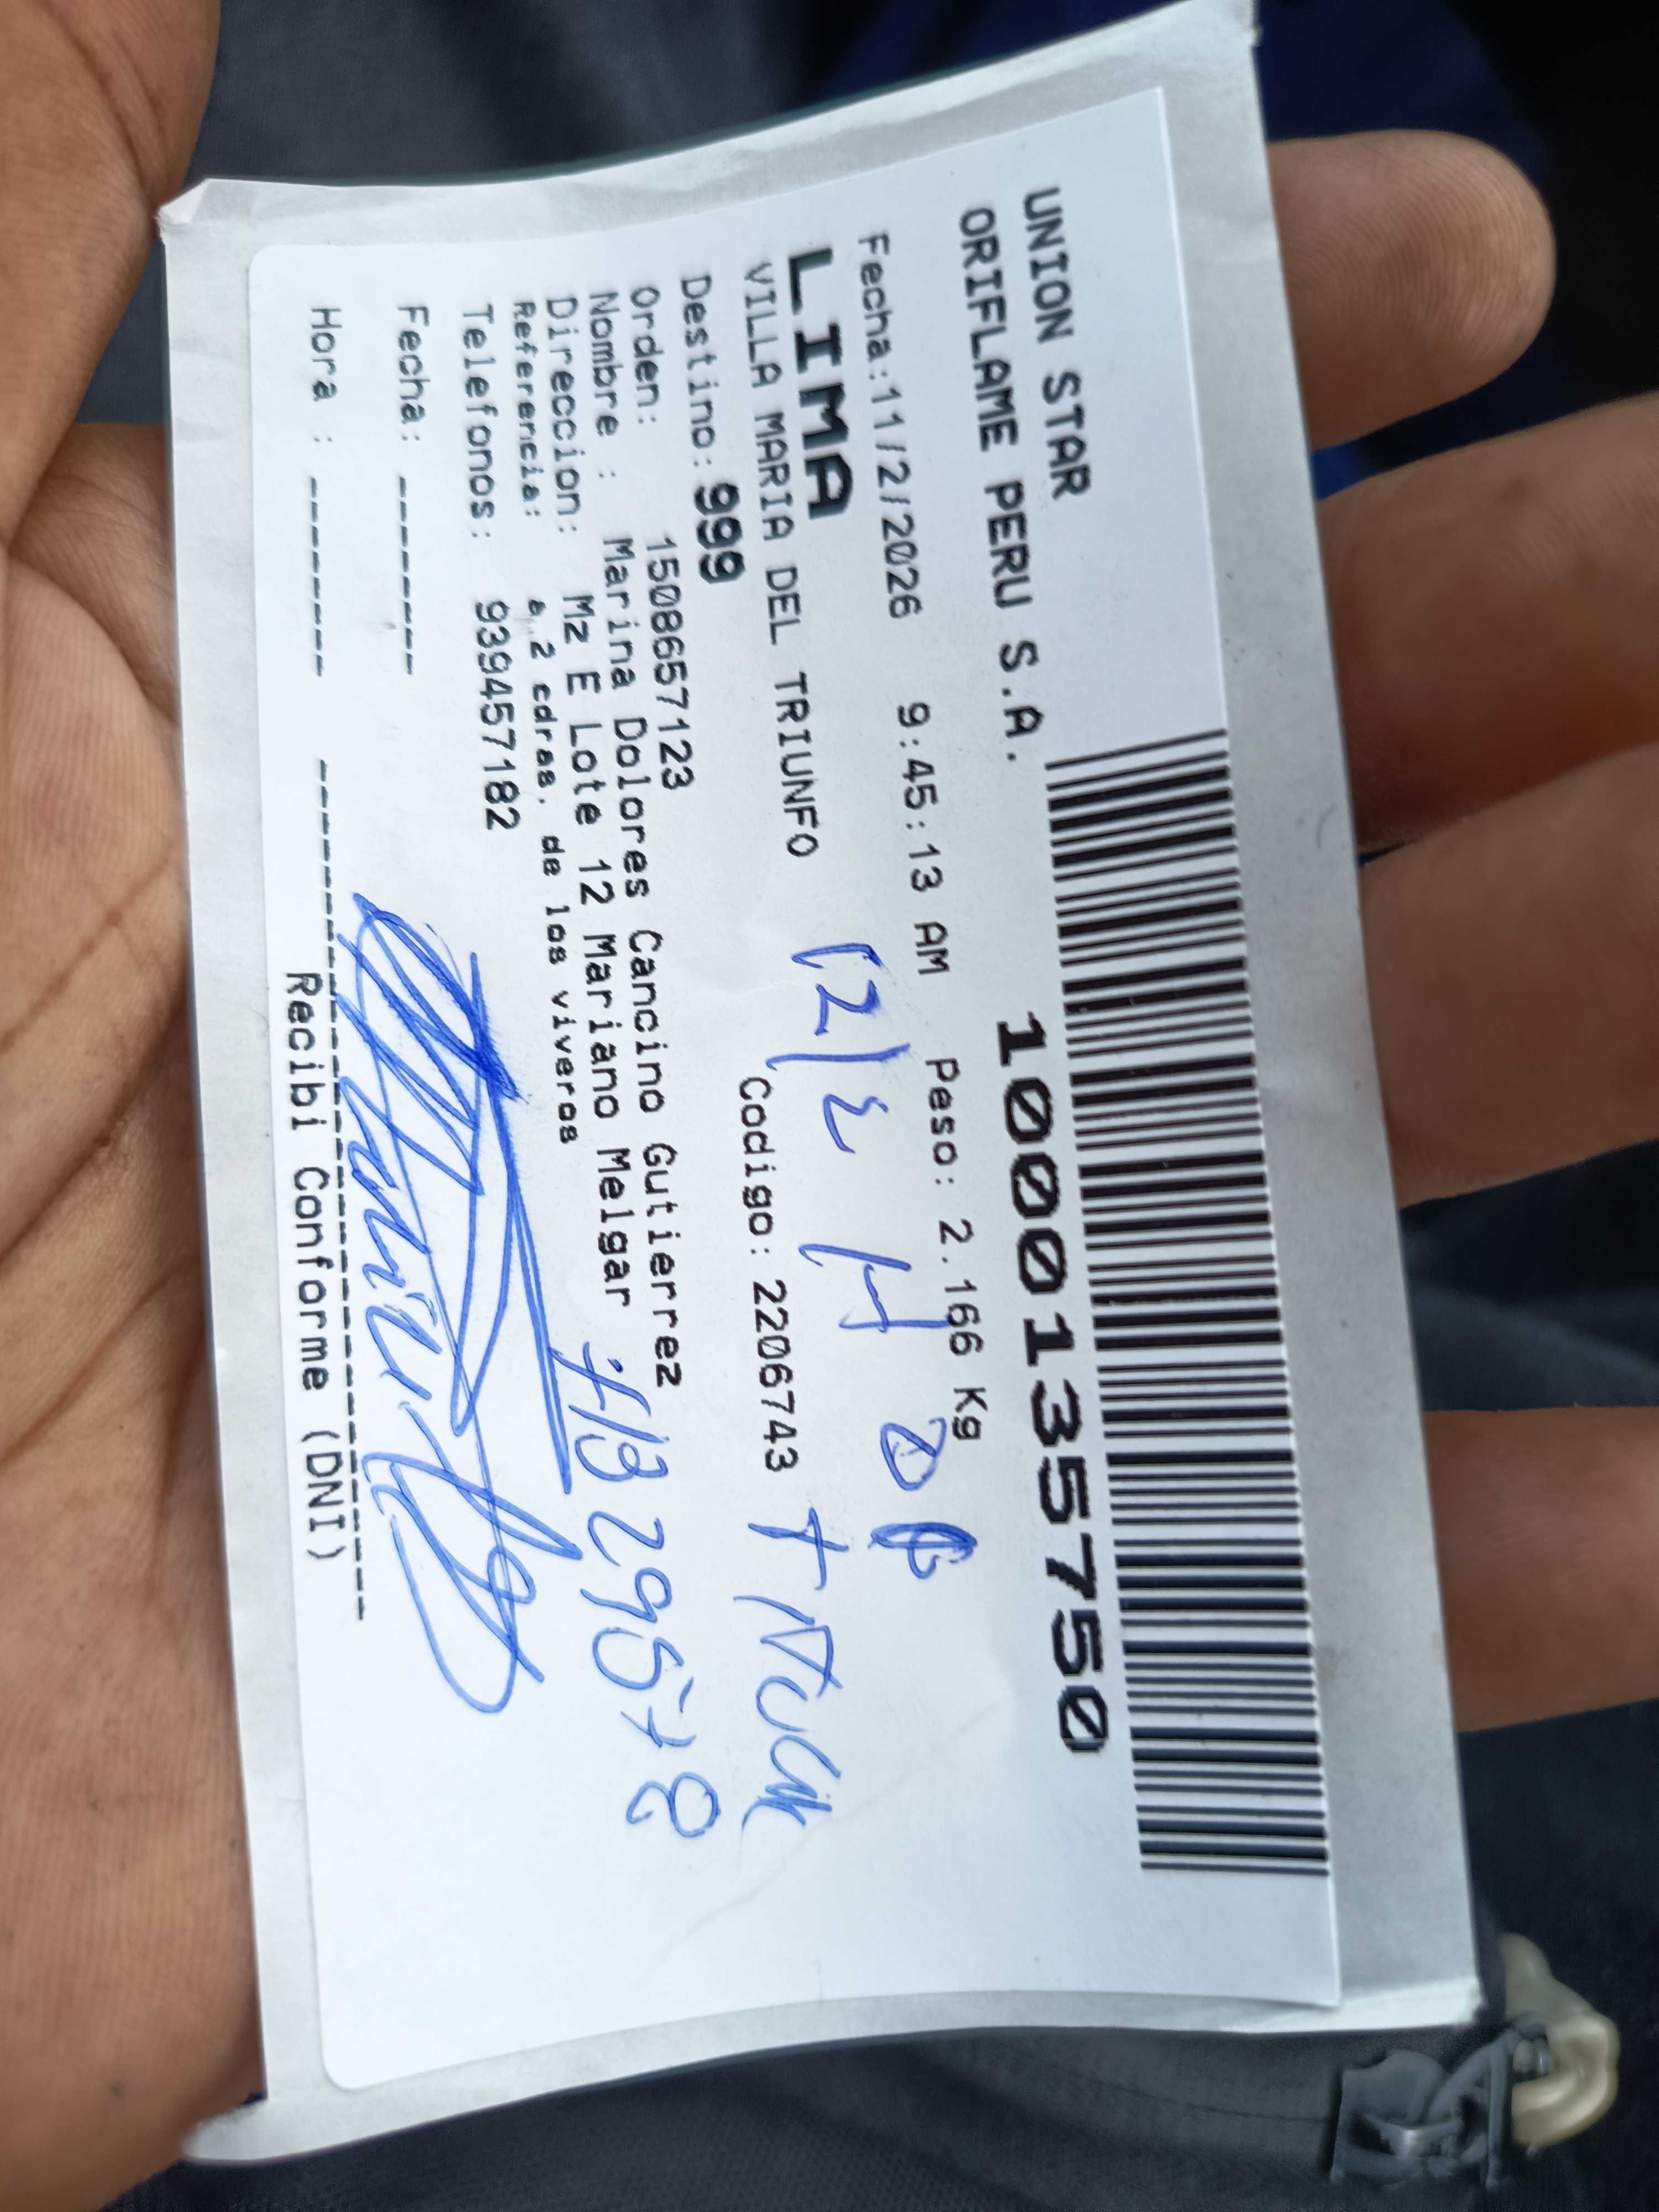 UNION STAR
ORIFLAME PERU S.A.
1000135750
Fecha:11/2/2026 9:45:13 AM Peso: 2.166 Kg
LIMA
VILLA MARIA DEL TRIUNFO Codigo: 2206743
Destino: 999
Orden: 1508657123
Nombre : Marina Dolores Cancino Gutierrez
Direccion: Mz E Lote 12 Mariano Melgar
Referencia: a 2 cdras. de los viveros
Telefonos: 939457182
Fecha: ------
Hora : ------- ------------------------------
Recibi Conforme (DNI)